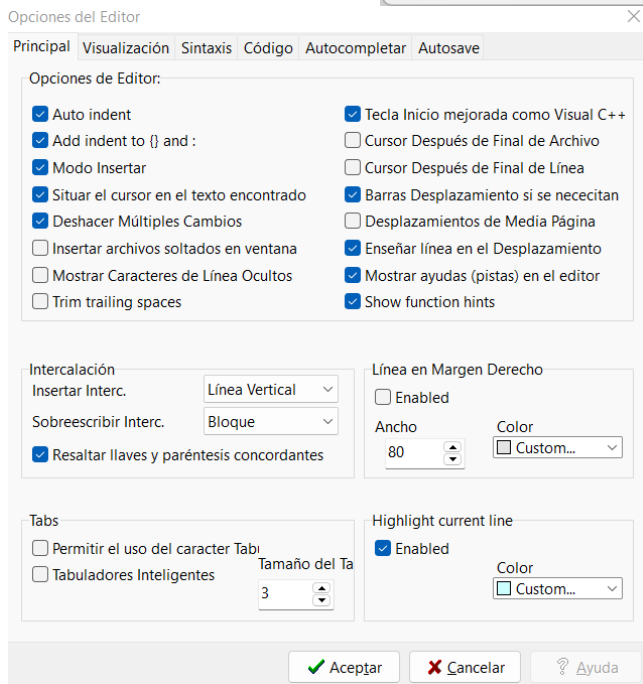 Opciones del Editor
Principal Visualización Sintaxis Código Autocompletar Autosave
Opciones de Editor:
Auto indent
Add indent to {} and :
Modo Insertar
Situar el cursor en el texto encontrado
Deshacer Múltiples Cambios
Insertar archivos soltados en ventana
Mostrar Caracteres de Línea Ocultos
Trim trailing spaces
Tecla Inicio mejorada como Visual C++
Cursor Después de Final de Archivo
Cursor Después de Final de Línea
Barras Desplazamiento si se nececitan
Desplazamientos de Media Página
Enseñar línea en el Desplazamiento
Mostrar ayudas (pistas) en el editor
Show function hints
Intercalación
Insertar Interc. Línea Vertical
Sobreescribir Interc. Bloque
Resaltar llaves y paréntesis concordantes
Línea en Margen Derecho
Enabled
Ancho Color
80 Custom...
Tabs
Permitir el uso del caracter Tabu
Tabuladores Inteligentes
Tamaño del Ta
3
Highlight current line
Enabled
Color
Custom...
Aceptar Cancelar ? Ayuda